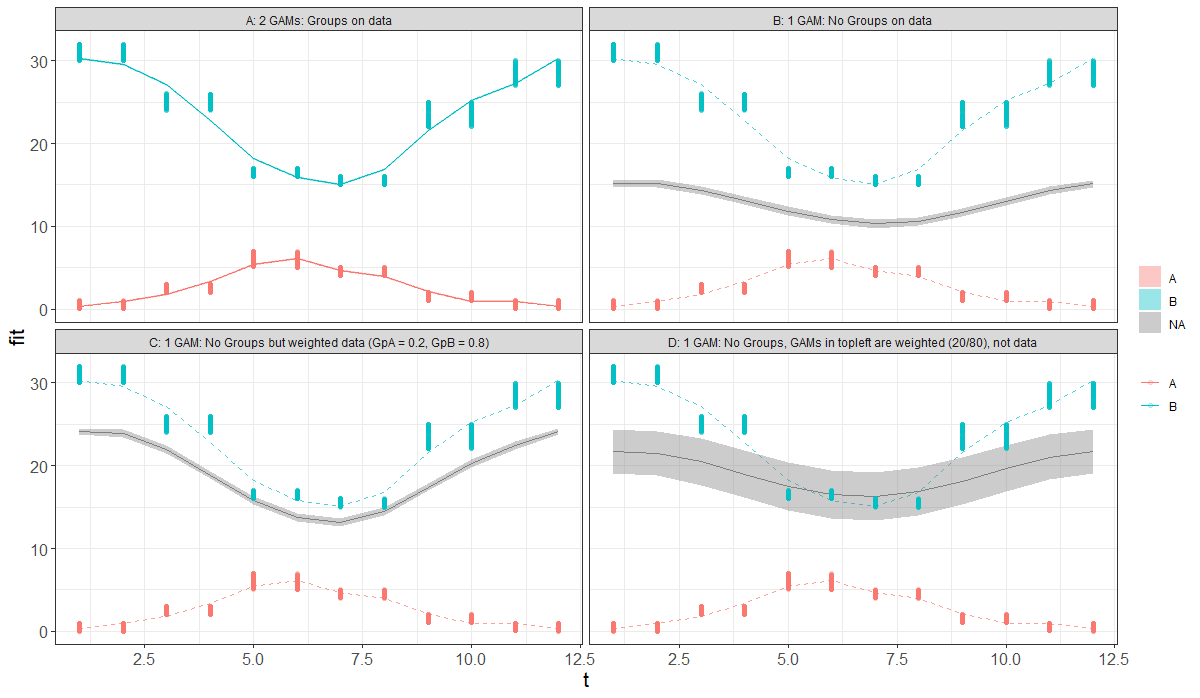 A: 2 GAMs: Groups on data
B: 1 GAM: No Groups on data
30
20
10
0
fit
C: 1 GAM: No Groups but weighted data (GpA = 0.2, GpB = 0.8)
D: 1 GAM: No Groups, GAMs in topleft are weighted (20/80), not data
30
20
10
0
2.5 5.0 7.5 10.0 12.5
2.5 5.0 7.5 10.0 12.5
t
A
B
NA
A
B